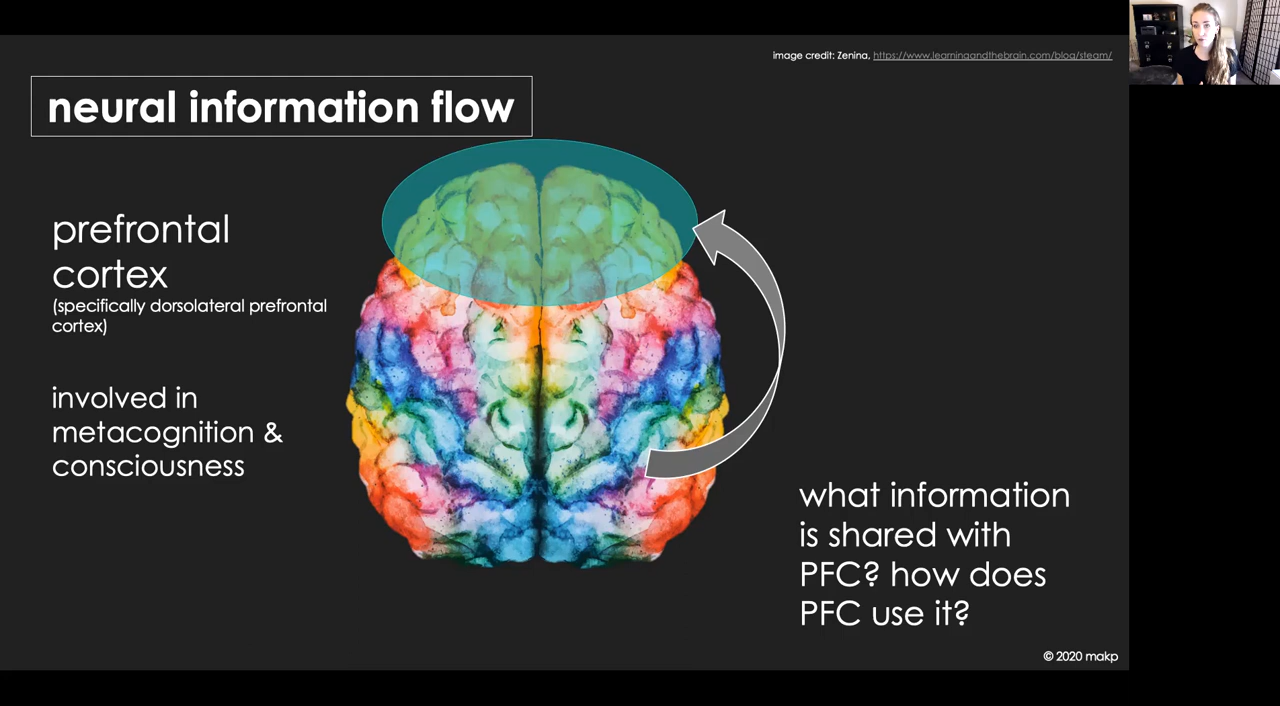 image credit: Zenina, https://www.learningandthebrain.com/blog/steam/
neural information flow
prefrontal
cortex
(specifically dorsolateral prefrontal
cortex)
involved in
metacognition &
consciousness
what information
is shared with
PFC? how does
PFC use it?
© 2020 makp